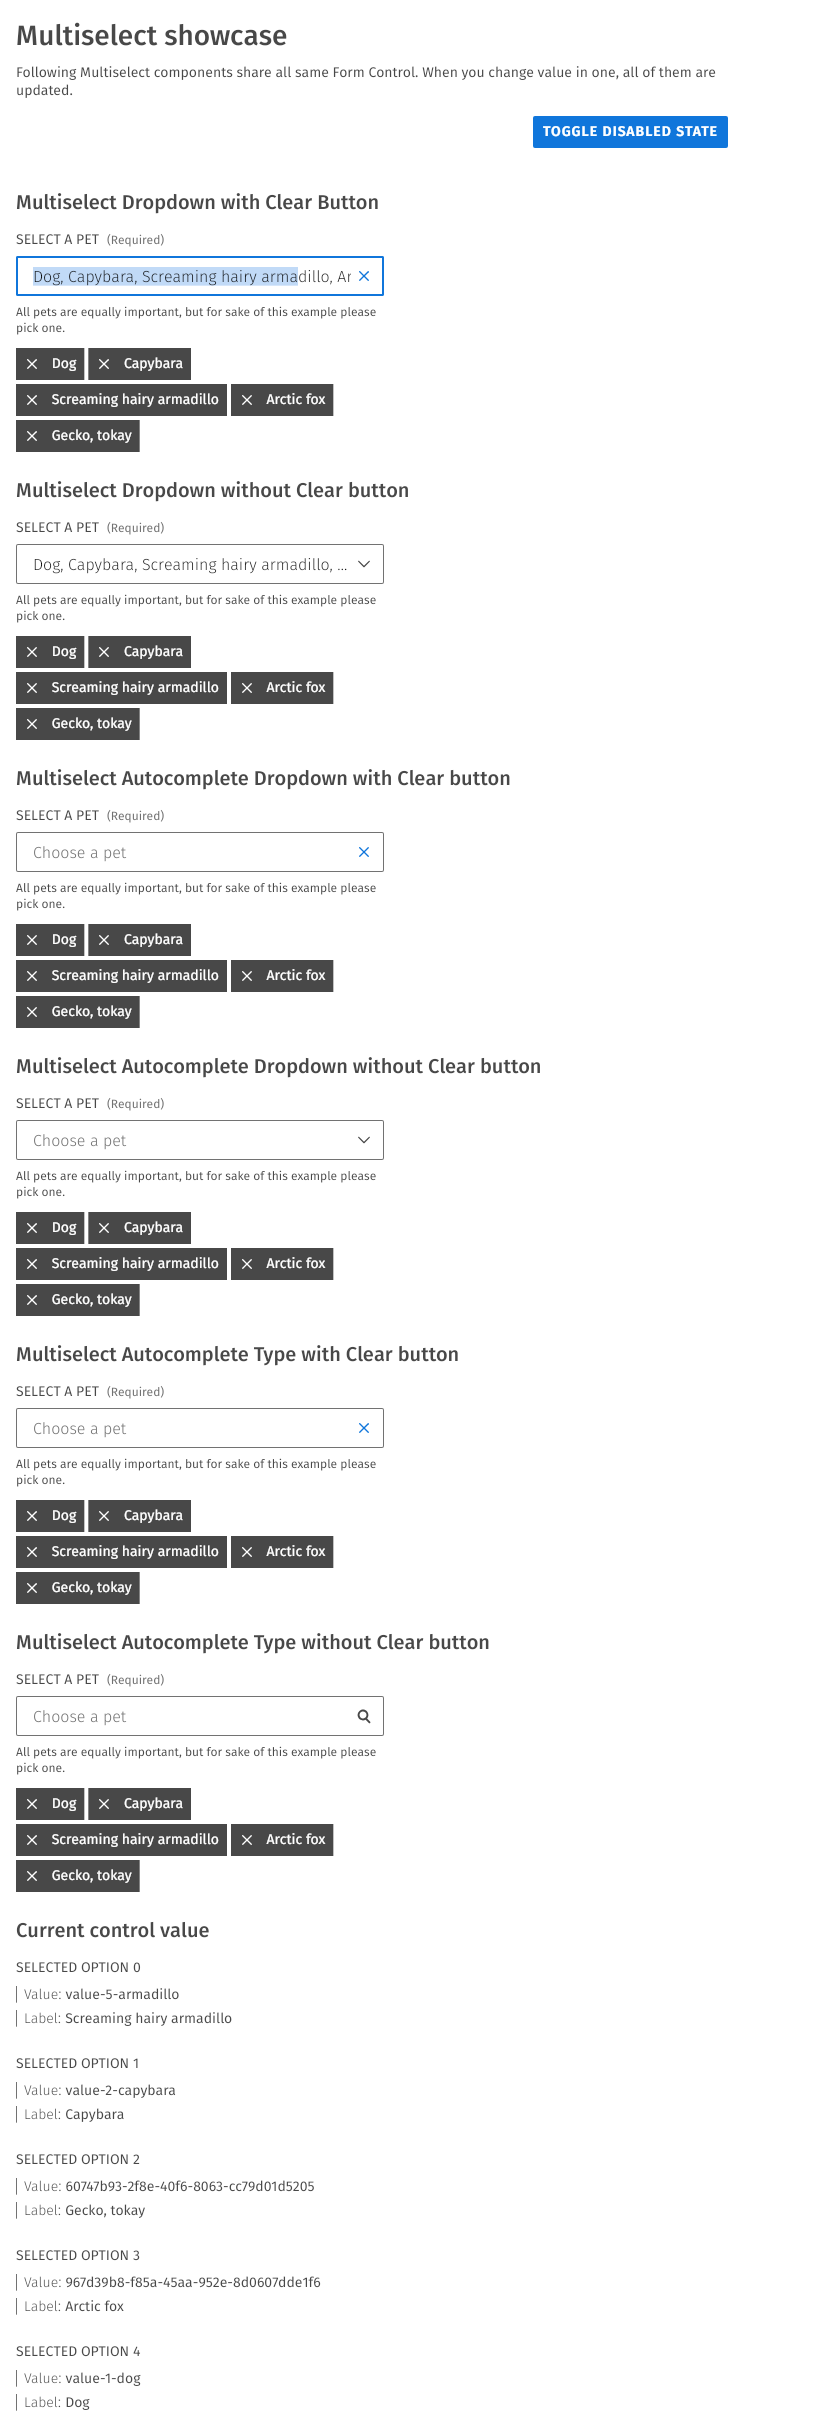 Multiselect showcase
Following Multiselect components share all same Form Control. When you change value in one, all of them are
updated.
TOGGLE DISABLED STATE
Multiselect Dropdown with Clear Button
SELECT A PET (Required)
Dog, Capybara, Screaming hairy armadillo, Ar
All pets are equally important, but for sake of this example please
pick one.
Dog Capybara
Screaming hairy armadillo Arctic fox
Gecko, tokay
Multiselect Dropdown without Clear button
SELECT A PET (Required)
Dog, Capybara, Screaming hairy armadillo, ...
All pets are equally important, but for sake of this example please
pick one.
Dog Capybara
Screaming hairy armadillo Arctic fox
Gecko, tokay
Multiselect Autocomplete Dropdown with Clear button
SELECT A PET (Required)
Choose a pet
All pets are equally important, but for sake of this example please
pick one.
Dog Capybara
Screaming hairy armadillo Arctic fox
Gecko, tokay
Multiselect Autocomplete Dropdown without Clear button
SELECT A PET (Required)
Choose a pet
All pets are equally important, but for sake of this example please
pick one.
Dog Capybara
Screaming hairy armadillo Arctic fox
Gecko, tokay
Multiselect Autocomplete Type with Clear button
SELECT A PET (Required)
Choose a pet
All pets are equally important, but for sake of this example please
pick one.
Dog Capybara
Screaming hairy armadillo Arctic fox
Gecko, tokay
Multiselect Autocomplete Type without Clear button
SELECT A PET (Required)
Choose a pet
All pets are equally important, but for sake of this example please
pick one.
Dog Capybara
Screaming hairy armadillo Arctic fox
Gecko, tokay
Current control value
SELECTED OPTION 0
Value: value-5-armadillo
Label: Screaming hairy armadillo
SELECTED OPTION 1
Value: value-2-capybara
Label: Capybara
SELECTED OPTION 2
Value: 60747b93-2f8e-40f6-8063-cc79d01d5205
Label: Gecko, tokay
SELECTED OPTION 3
Value: 967d39b8-f85a-45aa-952e-8d0607dde1f6
Label: Arctic fox
SELECTED OPTION 4
Value: value-1-dog
Label: Dog